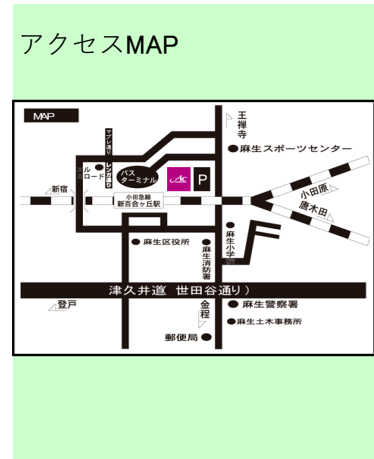 アクセスMAP
MAP
王禅寺
麻生スポーツセンター
マプレ通り
レンガ通り
ロード
バス
ターミナル
P
新宿
小田急線
新百合ヶ丘駅
小田原
唐木田
麻生区役所
麻生消防署
麻生小学校
津久井道（世田谷通り）
登戸
金程
麻生警察署
麻生土木事務所
郵便局